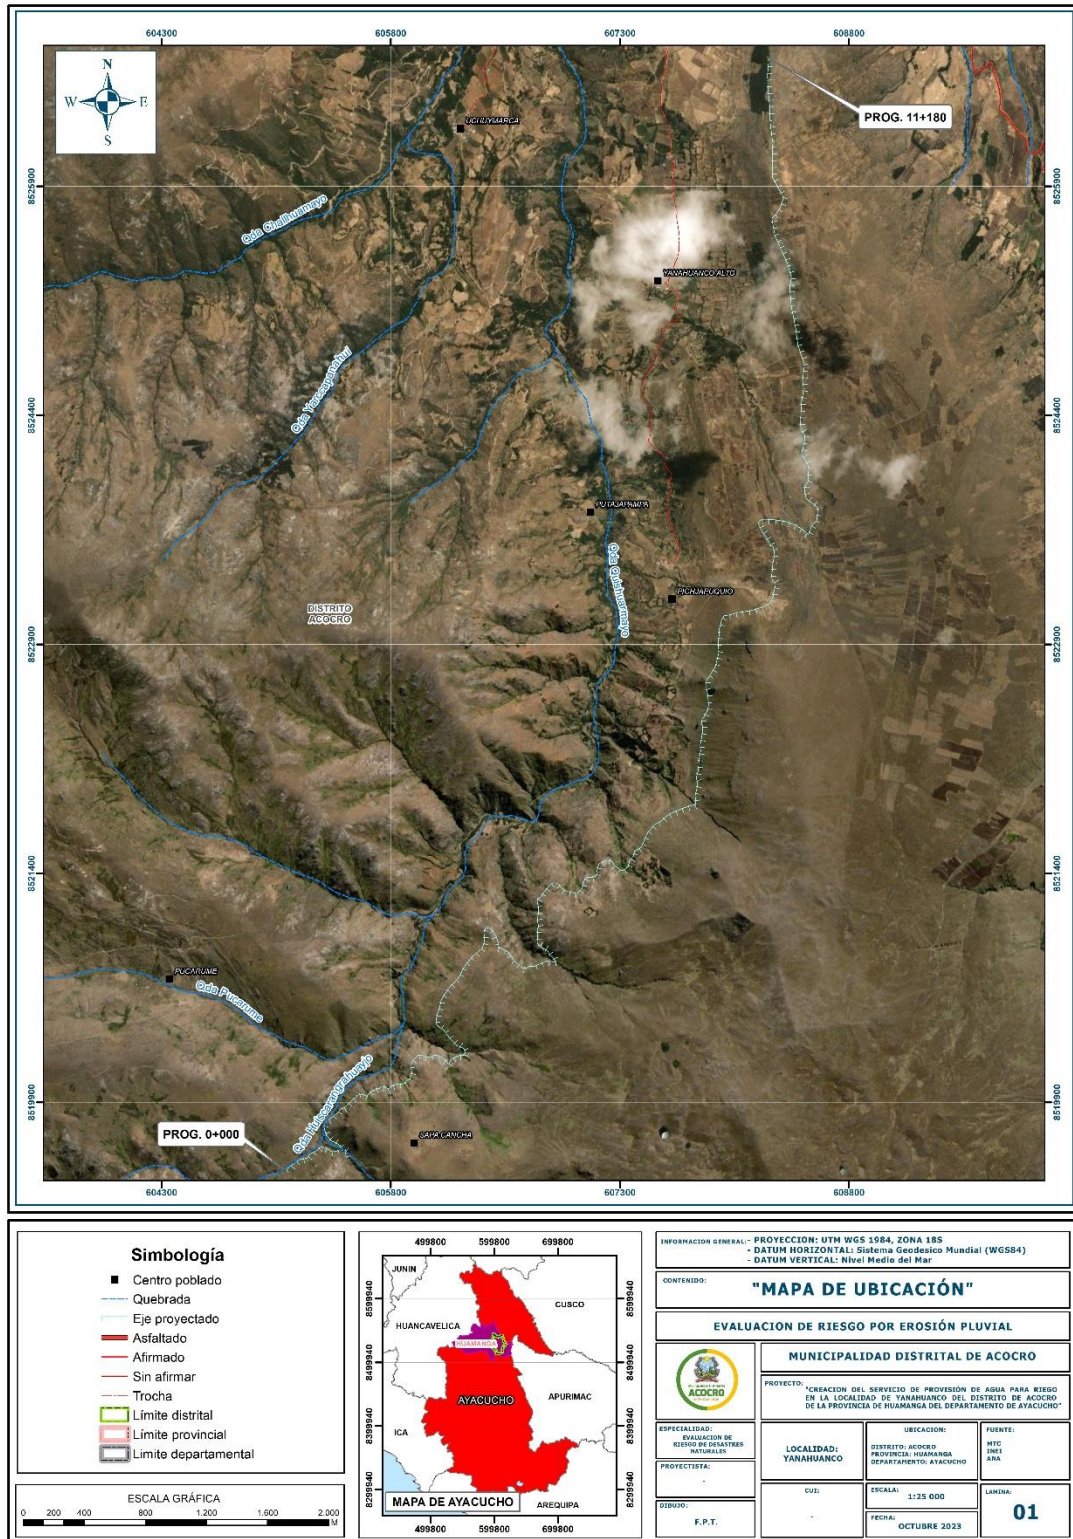 604300
605800
607300
608800
N
W
E
S
PROG. 11+180
UCHUYMARCA
8525900
8525900
Qda Challhuamayo
YANAHUANCO ALTO
Qda Yarccapanahui
8524400
8524400
PUTAJAPAMPA
Qda Quiahuarmayo
PICHJAPUQUIO
DISTRITO
ACOCRO
8522900
8522900
8521400
8521400
PUCARUME
Qda Pucarume
Qda Huiscarangrahuayjo
8519900
8519900
PROG. 0+000
SAPA CANCHA
604300
605800
607300
608800
Simbología
Centro poblado
Quebrada
Eje proyectado
Asfaltado
Afirmado
Sin afirmar
Trocha
Límite distrital
Límite provincial
Limite departamental
ESCALA GRÁFICA
0 200 400 800 1.200 1.600 2.000
M
499800
599800
699800
8599940
8499940
8399940
8299940
8599940
8499940
8399940
8299940
JUNIN
CUSCO
HUANCAVELICA
HUAMANGA
AYACUCHO
APURIMAC
ICA
AREQUIPA
MAPA DE AYACUCHO
499800
599800
699800
INFORMACION GENERAL: - PROYECCION: UTM WGS 1984, ZONA 18S
- DATUM HORIZONTAL: Sistema Geodesico Mundial (WGS84)
- DATUM VERTICAL: Nivel Medio del Mar
CONTENIDO:
"MAPA DE UBICACIÓN"
EVALUACION DE RIESGO POR EROSIÓN PLUVIAL
ACOCRO
MUNICIPALIDAD DISTRITAL DE ACOCRO
PROYECTO:
"CREACION DEL SERVICIO DE PROVISIÓN DE AGUA PARA RIEGO
EN LA LOCALIDAD DE YANAHUANCO DEL DISTRITO DE ACOCRO
DE LA PROVINCIA DE HUAMANGA DEL DEPARTAMENTO DE AYACUCHO"
ESPECIALIDAD:
EVALUACION DE
RIESGO DE DESASTRES
NATURALES
PROYECTISTA:
-
DIBUJO:
F.P.T.
LOCALIDAD:
YANAHUANCO
CUI:
-
UBICACION:
DISTRITO: ACOCRO
PROVINCIA: HUAMANGA
DEPARTAMENTO: AYACUCHO
ESCALA:
1:25 000
FECHA:
OCTUBRE 2023
FUENTE:
MTC
INEI
ANA
LAMINA:
01